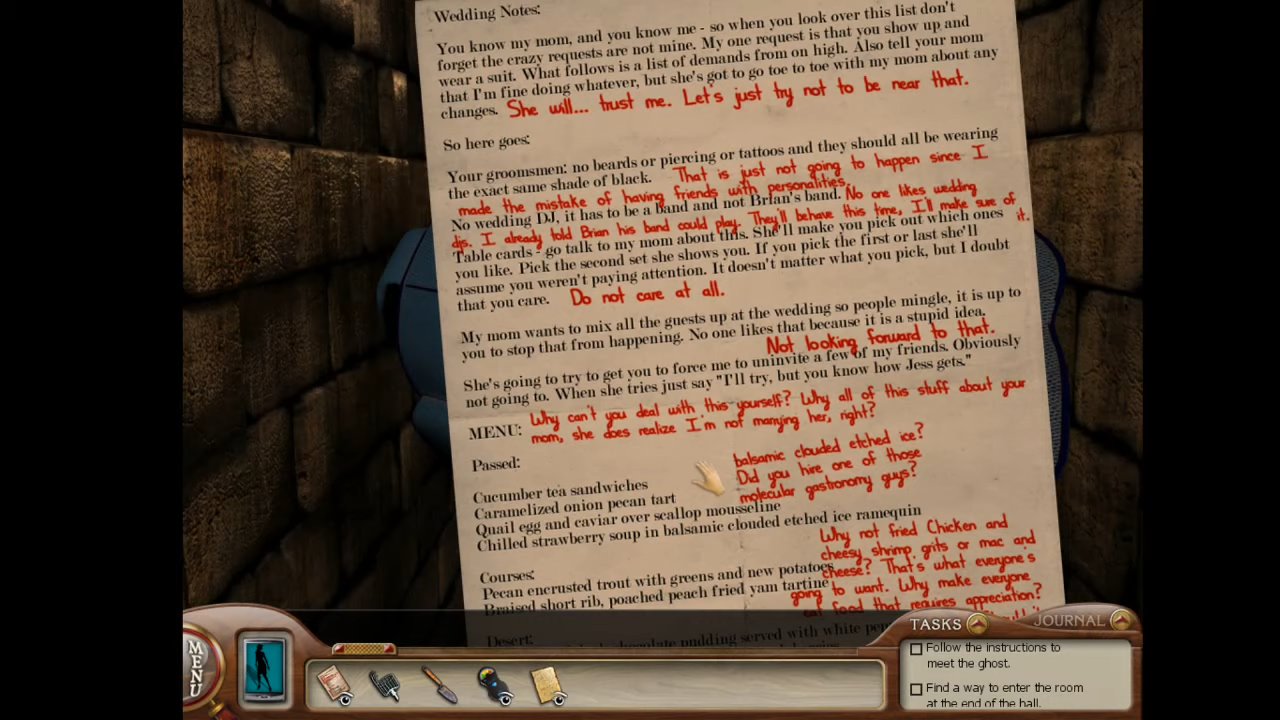 Wedding Notes:
You know my mom, and you know me - so when you look over this list don't
forget the crazy requests are not mine. My one request is that you show up and
wear a suit. What follows is a list of demands from on high. Also tell your mom
that I'm fine doing whatever, but she's got to go toe to toe with my mom about any
changes. She will... trust me. Let's just try not to be near that.
So here goes:
Your groomsmen: no beards or piercing or tattoos and they should all be wearing
the exact same shade of black. That is just not going to happen since I
made the mistake of having friends with personalities.
No wedding DJ, it has to be a band and not Brian's band. No one likes wedding
djs. I already told Brian his band could play. They'll behave this time, I'll make sure of
it.
Table cards - go talk to my mom about this. She'll make you pick out which ones
you like. Pick the second set she shows you. If you pick the first or last she'll
assume you weren't paying attention. It doesn't matter what you pick, but I doubt
that you care. Do not care at all.
My mom wants to mix all the guests up at the wedding so people mingle, it is up to
you to stop that from happening. No one likes that because it is a stupid idea.
Not looking forward to that.
She's going to try to get you to force me to uninvite a few of my friends. Obviously
not going to. When she tries just say "I'll try, but you know how Jess gets."
Why can't you deal with this yourself? Why all of this stuff about your
mom, she does realize I'm not marrying her, right?
MENU:
Passed:
balsamic clouded etched ice?
Did you hire one of those
molecular gastronomy guys?
Cucumber tea sandwiches
Caramelized onion pecan tart
Quail egg and caviar over scallop mousseline
Chilled strawberry soup in balsamic clouded etched ice ramequin
Why not fried Chicken and
cheesy shrimp grits or mac and
cheese? That's what everyone's
going to want. Why make everyone
eat food that requires appreciation?
Courses:
Pecan encrusted trout with greens and new potatoes
Braised short rib, poached peach fried yam tartine
Desert:
chocolate pudding served with white
MENU
TASKS
JOURNAL
Follow the instructions to
meet the ghost.
Find a way to enter the room
at the end of the hall.